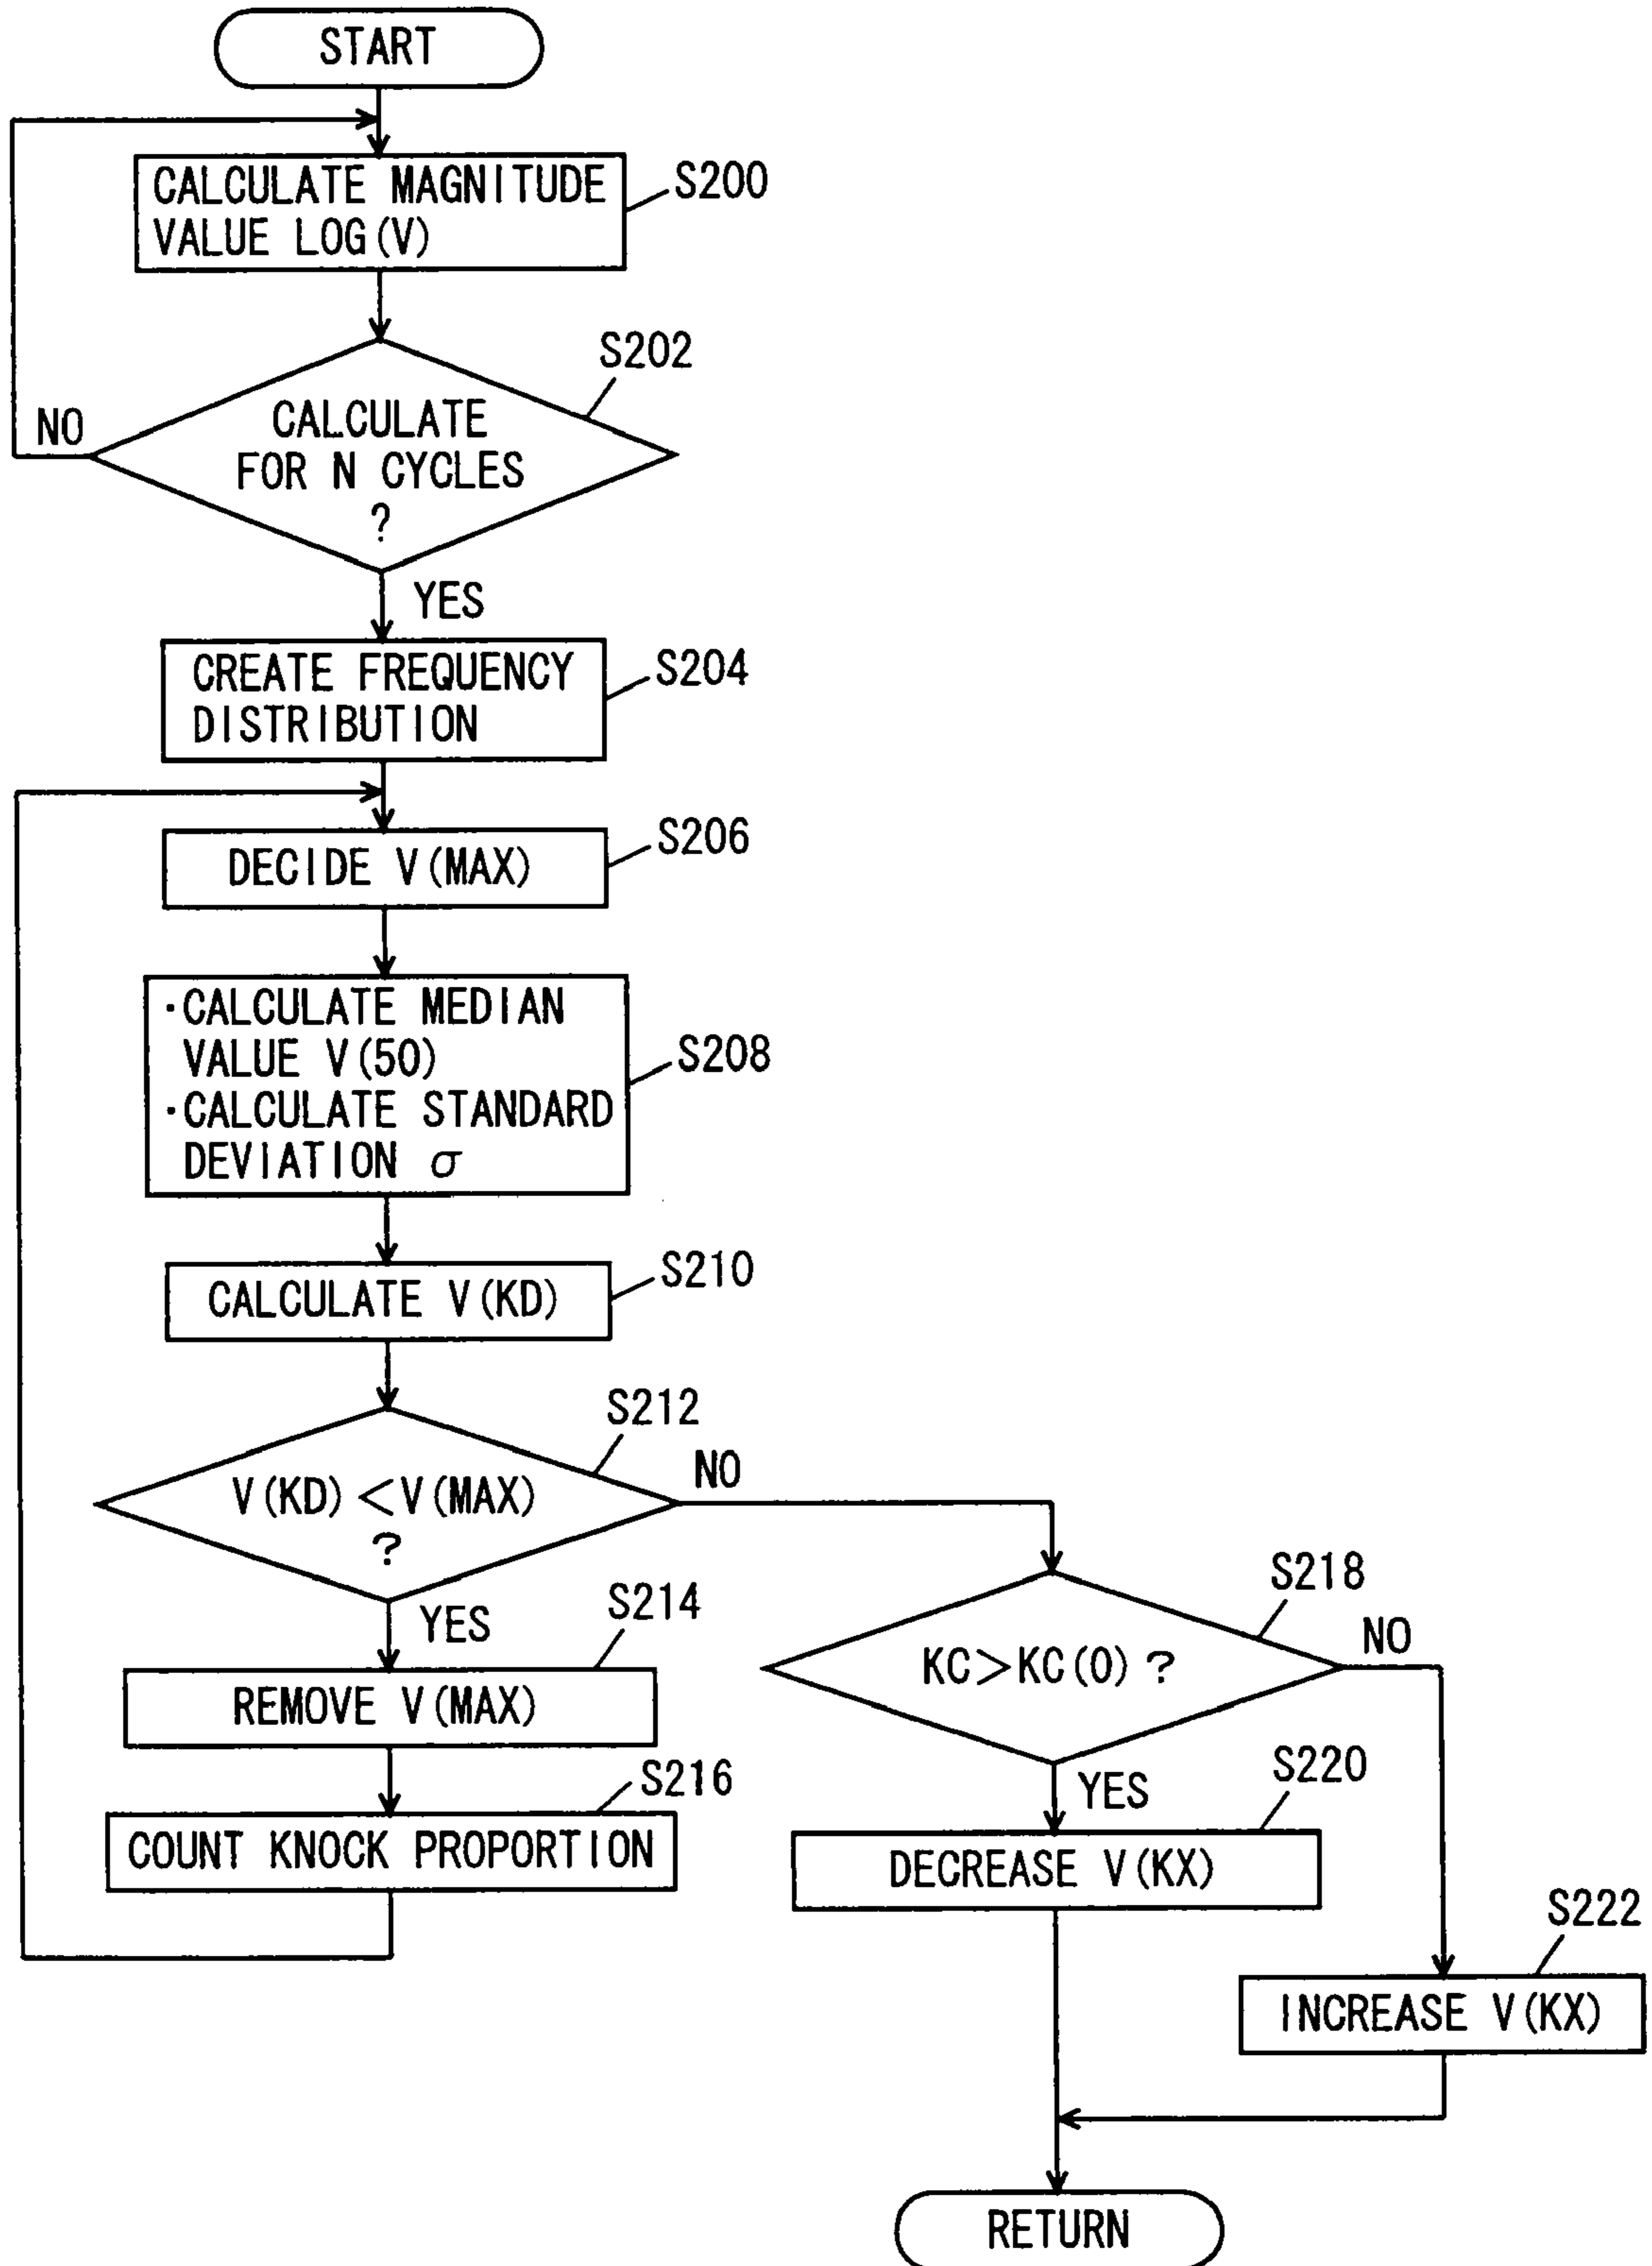 START
CALCULATE MAGNITUDE
VALUE LOG(V)
S200
S202
CALCULATE
FOR N CYCLES
?
NO
YES
CREATE FREQUENCY
DISTRIBUTION
S204
DECIDE V(MAX)
S206
·CALCULATE MEDIAN
VALUE V(50)
·CALCULATE STANDARD
DEVIATION σ
S208
CALCULATE V(KD)
S210
S212
V(KD)<V(MAX)
?
NO
YES
S214
REMOVE V(MAX)
S216
COUNT KNOCK PROPORTION
S218
KC>KC(0)?
NO
YES
S220
DECREASE V(KX)
S222
INCREASE V(KX)
RETURN